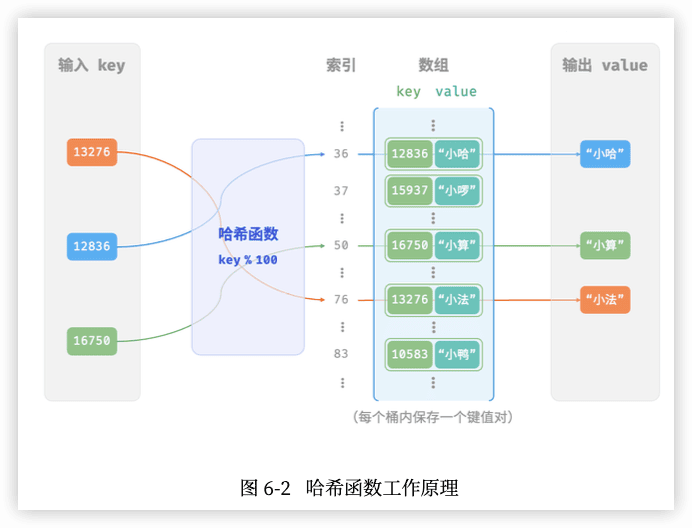 输入 key
索引
数组
输出 value
key value
13276
36
12836 “小哈”
“小哈”
37
15937 “小啰”
哈希函数
key % 100
12836
50
16750 “小算”
“小算”
76
13276 “小法”
“小法”
16750
83
10583 “小鸭”
（每个桶内保存一个键值对）
图 6-2 哈希函数工作原理